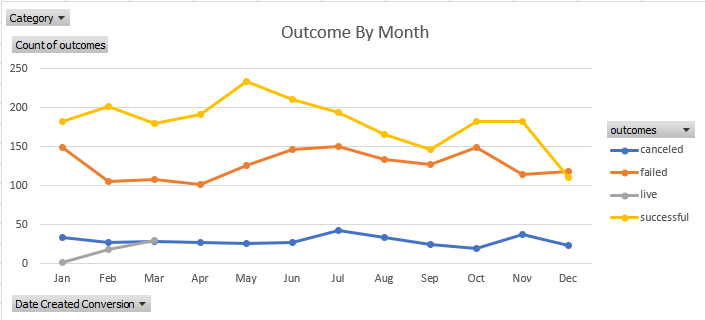 Category
Count of outcomes
Outcome By Month
250
200
150
100
50
0
Jan Feb Mar Apr May Jun Jul Aug Sep Oct Nov Dec
outcomes
canceled
failed
live
successful
Date Created Conversion